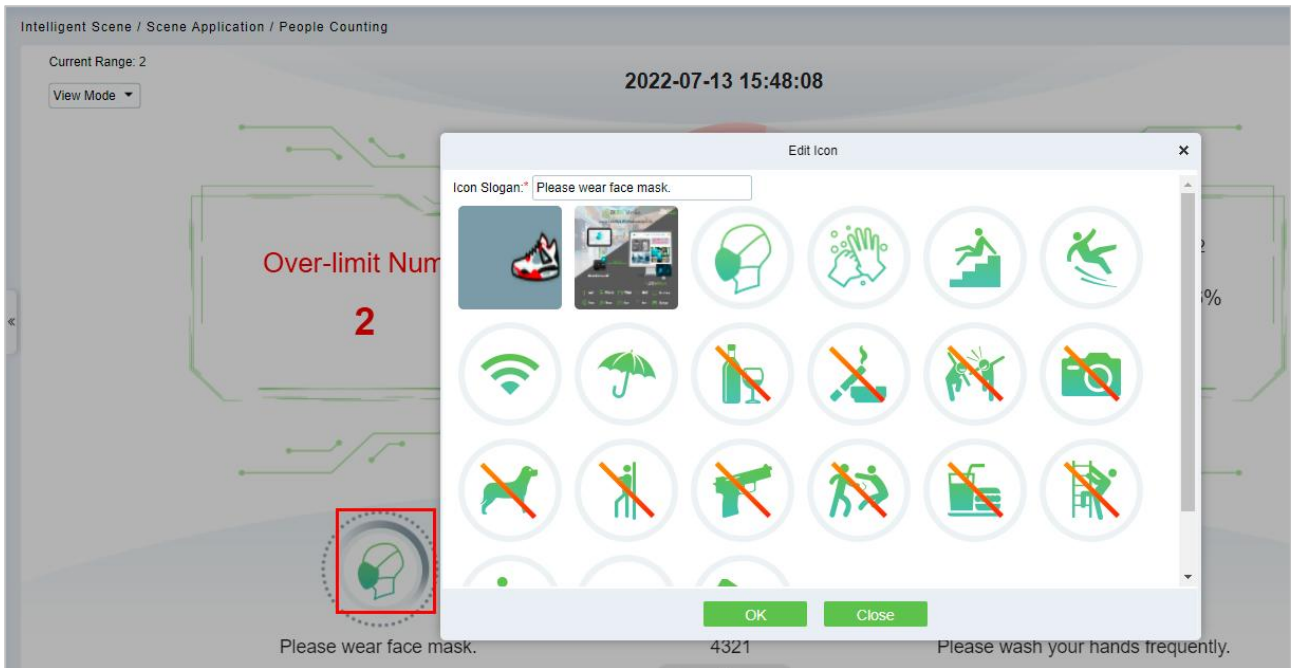 Intelligent Scene / Scene Application / People Counting
Current Range: 2
View Mode
2022-07-13 15:48:08
Edit Icon
Icon Slogan:* Please wear face mask.
Over-limit Num
2
2
%
OK
Close
Please wear face mask.
4321
Please wash your hands frequently.